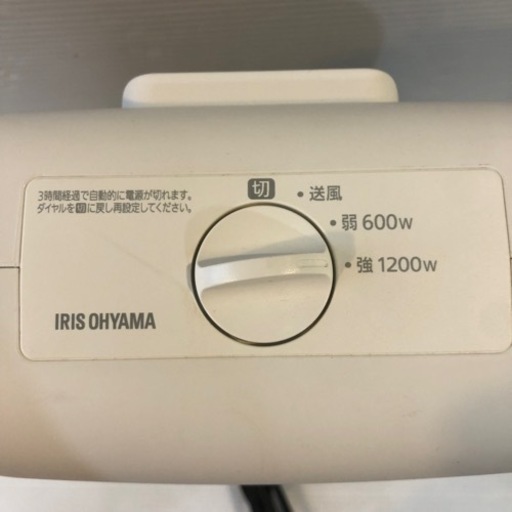 3時間経過で自動的に電源が切れます。
ダイヤルを切に戻し再設定してください。
切
・送風
・弱 600W
・強 1200W
IRIS OHYAMA